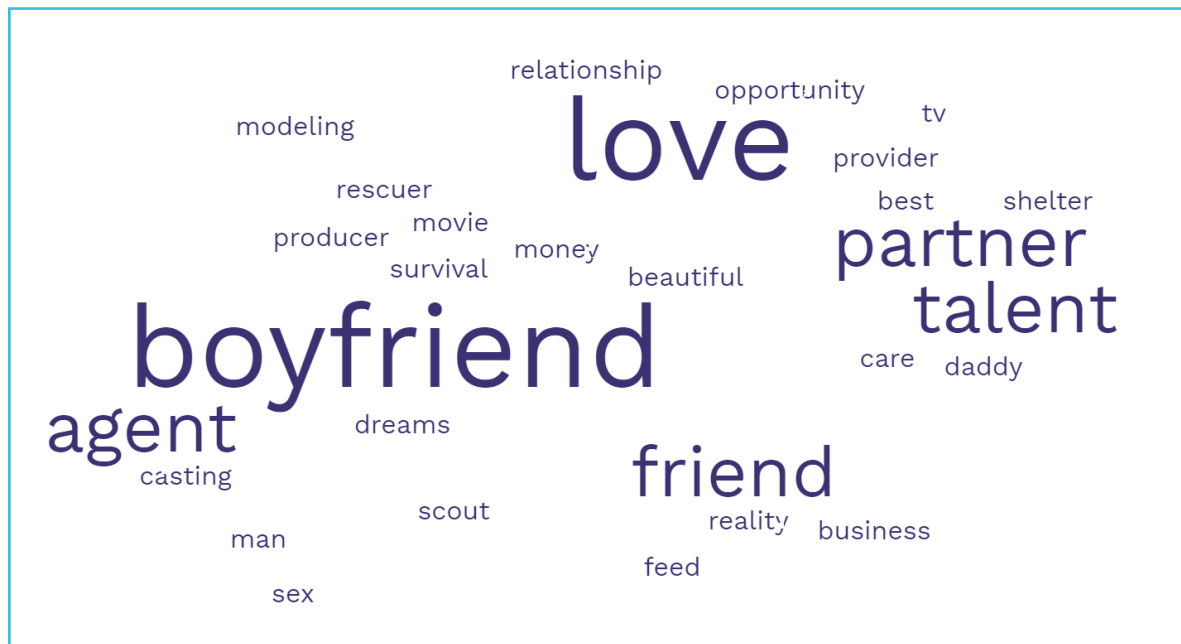 relationship
opportunity
love
tv
modeling
provider
rescuer
best
shelter
movie
producer
partner
money
survival
beautiful
talent
boyfriend
care
daddy
agent
dreams
friend
casting
scout
reality
business
man
feed
sex